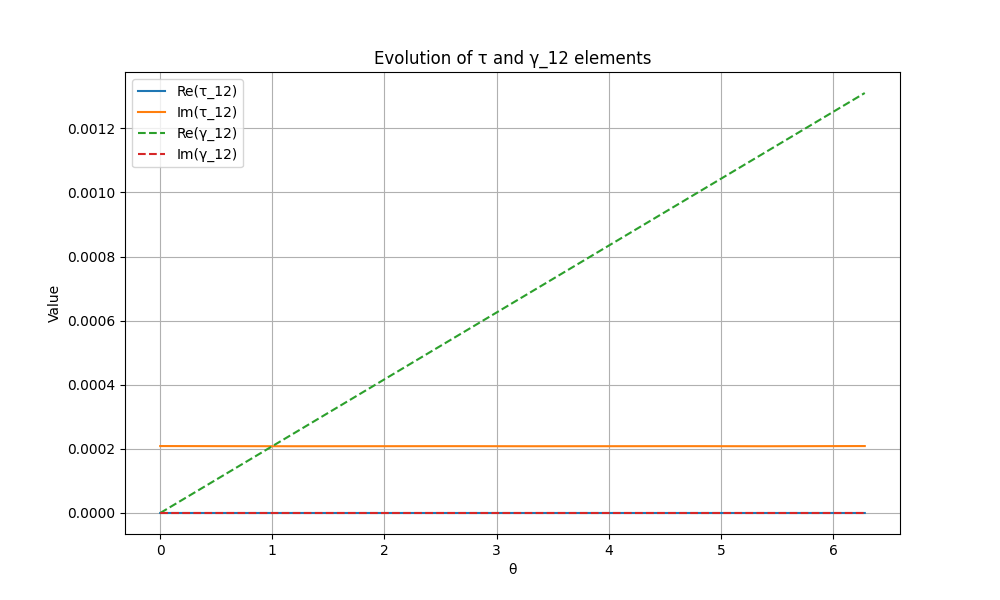 Evolution of τ and γ_12 elements
Re(τ_12)
Im(τ_12)
Re(γ_12)
Im(γ_12)
0.0012
0.0010
0.0008
0.0006
0.0004
0.0002
0.0000
Value
0 1 2 3 4 5 6
θ